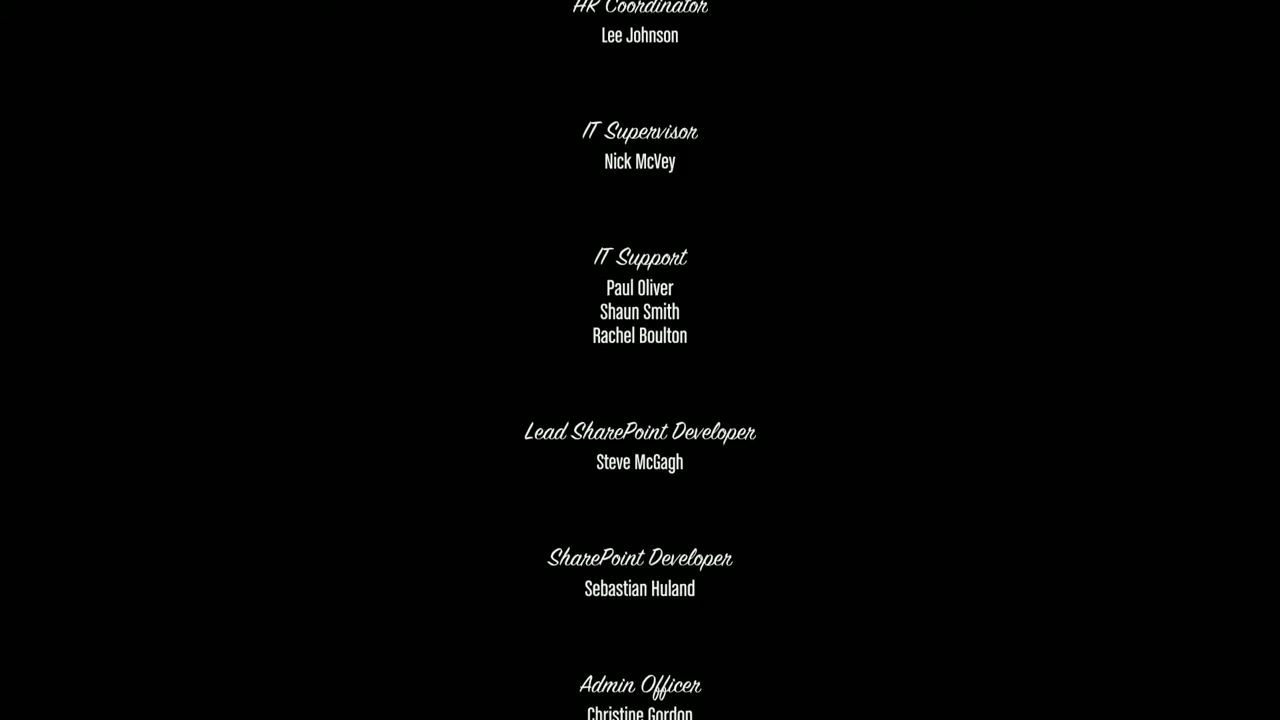 HR Coordinator
Lee Johnson
IT Supervisor
Nick McVey
IT Support
Paul Oliver
Shaun Smith
Rachel Boulton
Lead SharePoint Developer
Steve McGagh
SharePoint Developer
Sebastian Huland
Admin Officer
Christine Gordon